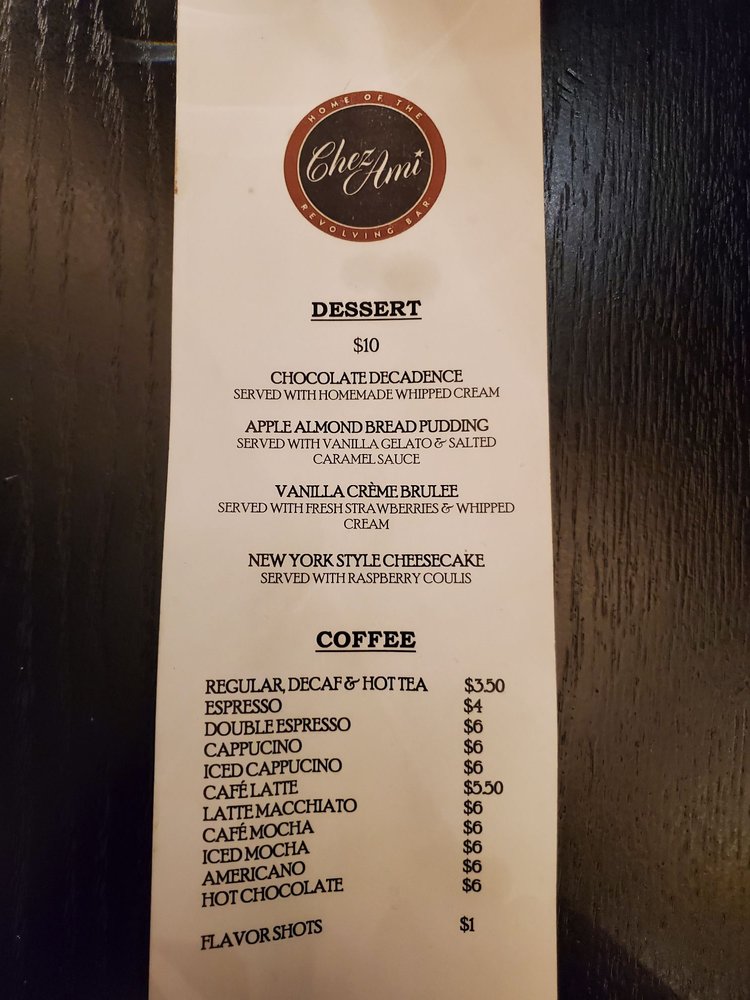 HOME OF THE
Chez Ami
REVOLVING BAR
DESSERT
$10
CHOCOLATE DECADENCE
SERVED WITH HOMEMADE WHIPPED CREAM
APPLE ALMOND BREAD PUDDING
SERVED WITH VANILLA GELATO & SALTED
CARAMEL SAUCE
VANILLA CRÈME BRULEE
SERVED WITH FRESH STRAWBERRIES & WHIPPED
CREAM
NEW YORK STYLE CHEESECAKE
SERVED WITH RASPBERRY COULIS
COFFEE
REGULAR, DECAF & HOT TEA $3.50
ESPRESSO $4
DOUBLE ESPRESSO $6
CAPPUCINO $6
ICED CAPPUCINO $6
CAFÉ LATTE $5.50
LATTE MACCHIATO $6
CAFÉ MOCHA $6
ICED MOCHA $6
AMERICANO $6
HOT CHOCOLATE $6
FLAVOR SHOTS $1